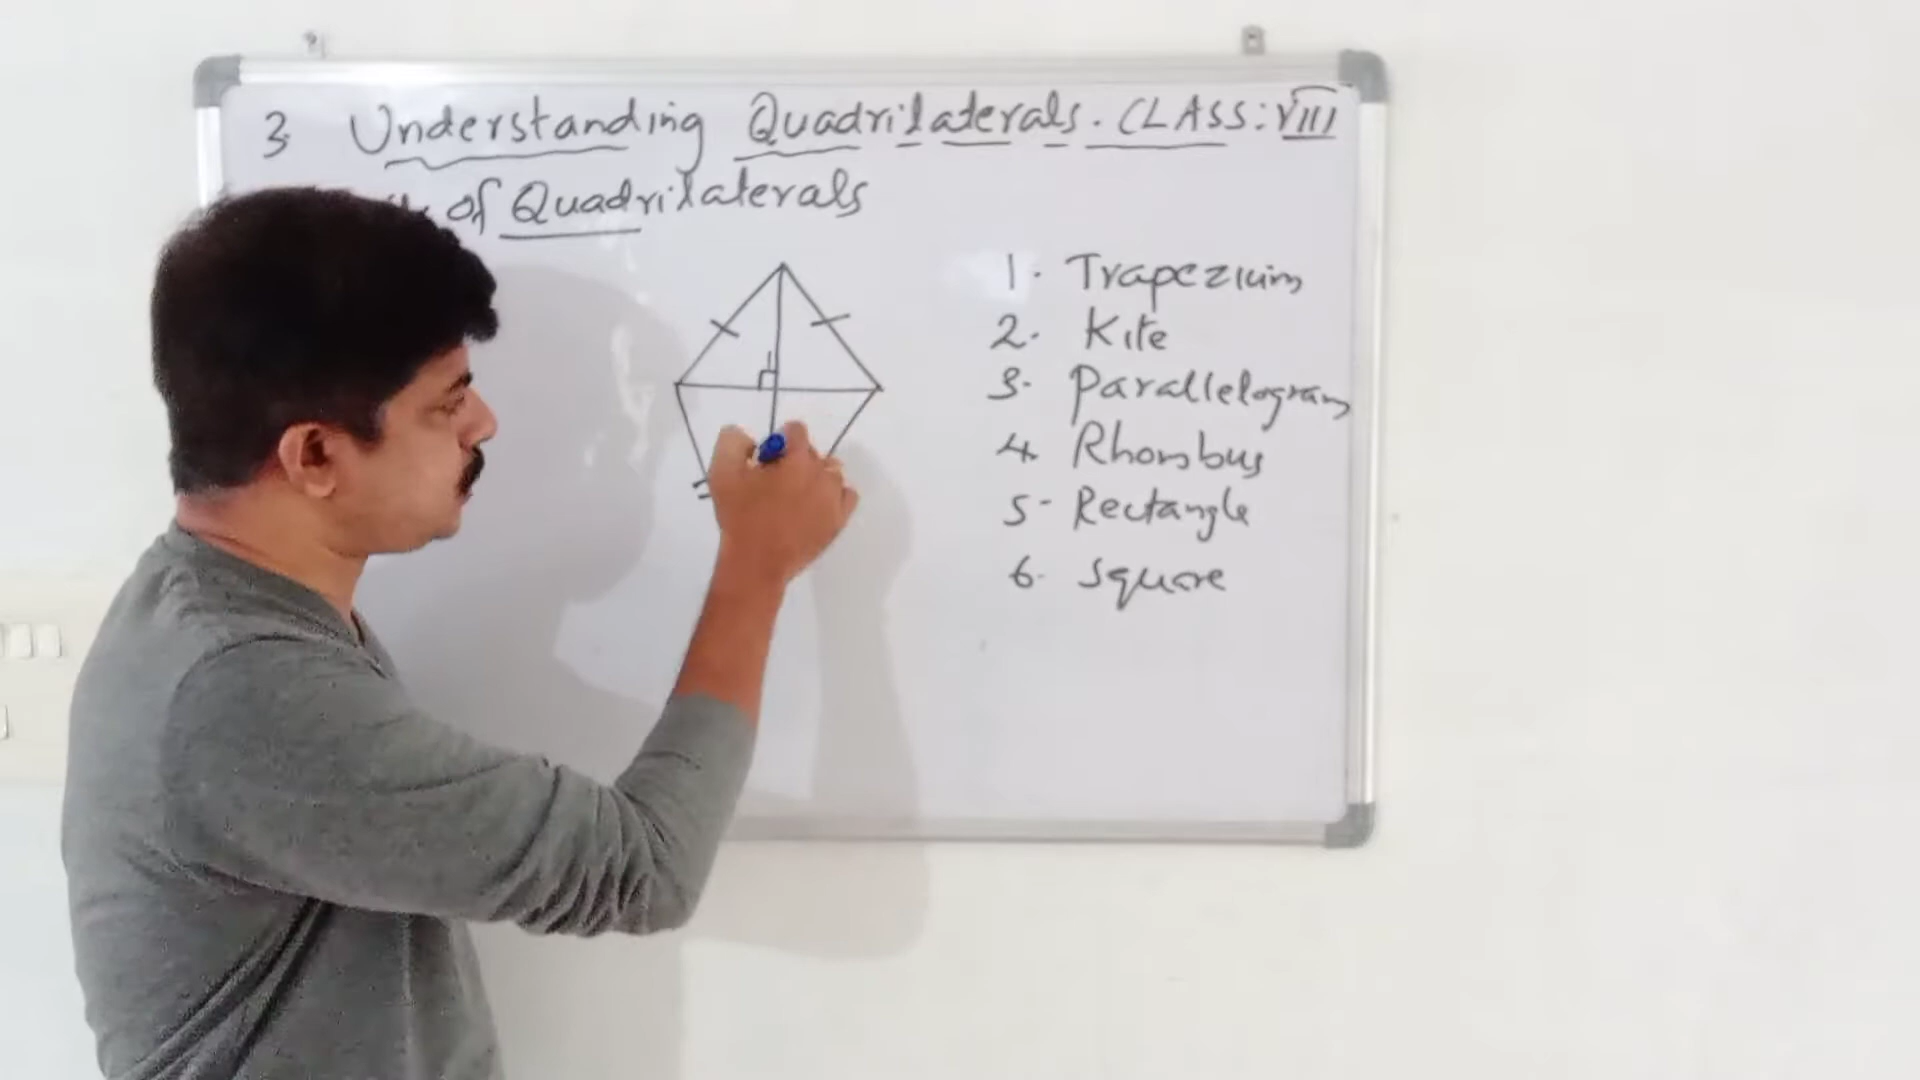 3. Understanding Quadrilaterals. CLASS: VIII
of Quadrilaterals
1. Trapezium
2. Kite
3. Parallelogram
4. Rhombus
5. Rectangle
6. Square